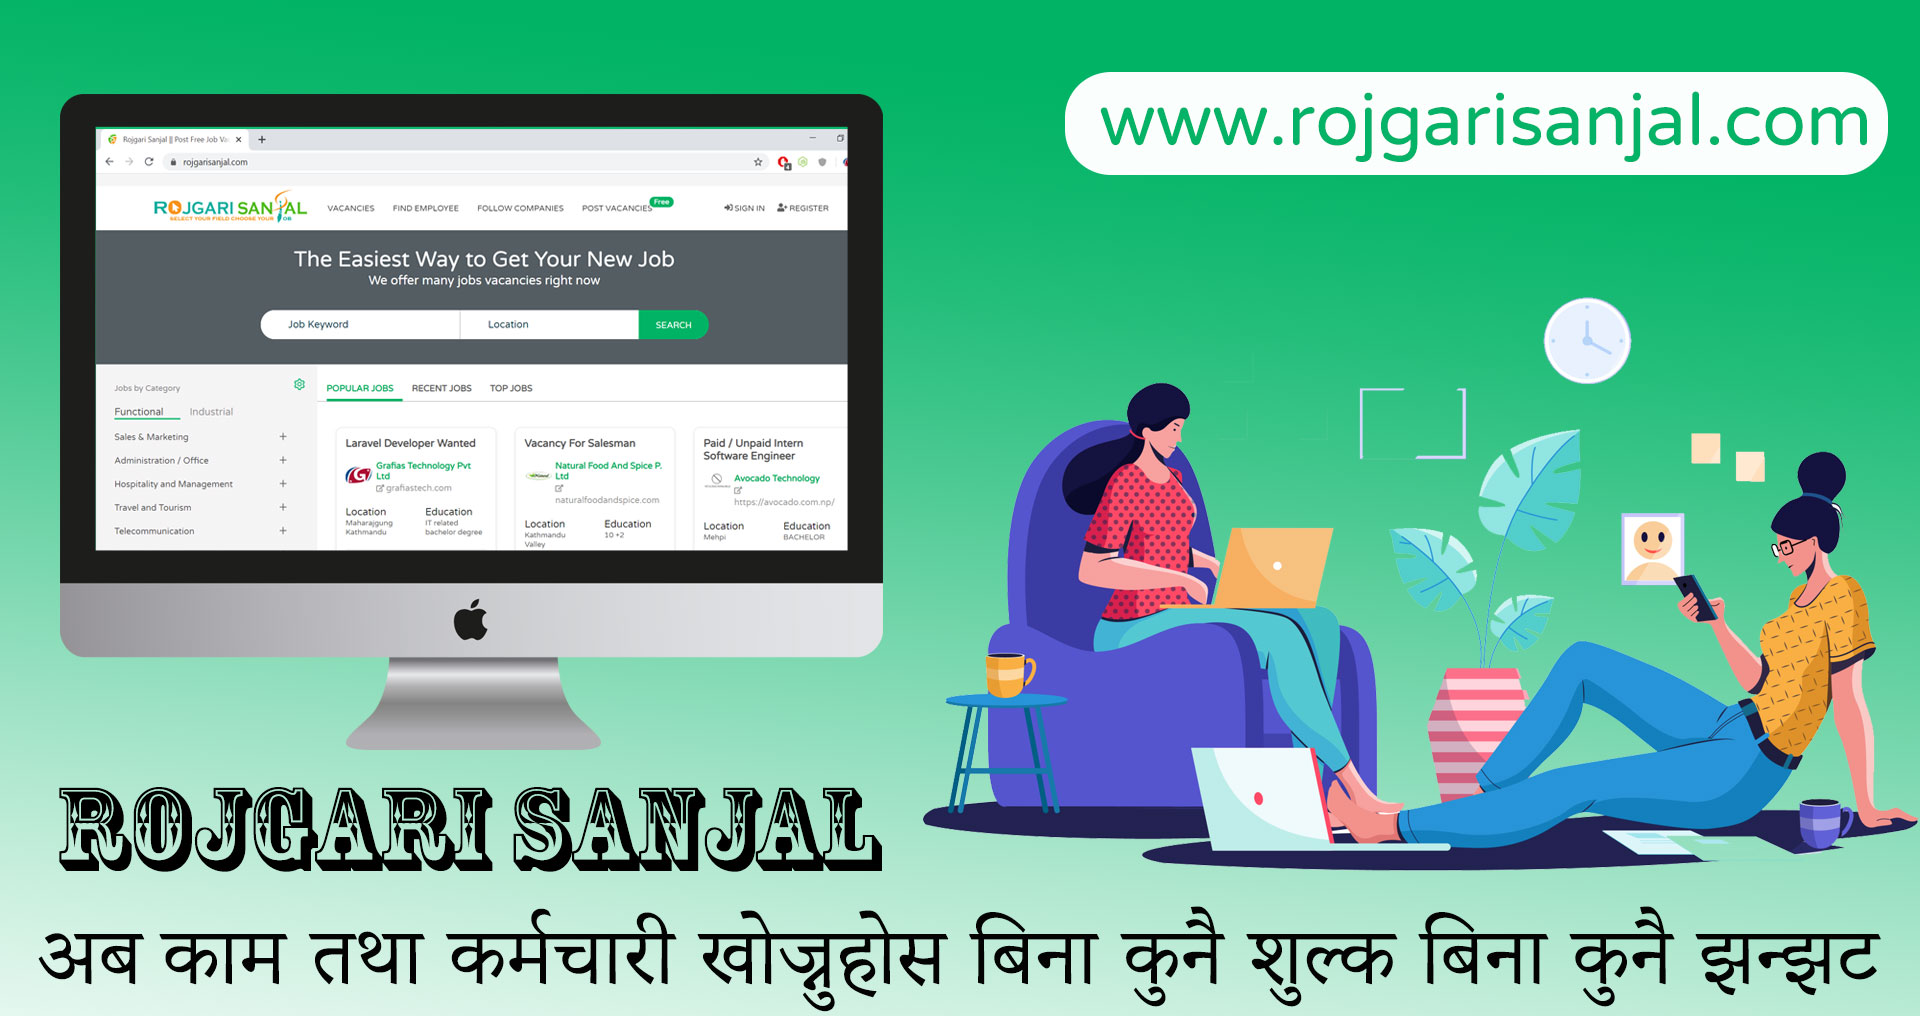 www.rojgarisanjal.com
Rojgari Sanjal || Post Free Job Va
rojgarisanjal.com
ROJGARI SANJAL
SELECT YOUR FIELD CHOOSE YOUR JOB
VACANCIES FIND EMPLOYEE FOLLOW COMPANIES POST VACANCIES Free SIGN IN REGISTER
The Easiest Way to Get Your New Job
We offer many jobs vacancies right now
Job Keyword Location SEARCH
Jobs by Category
Functional Industrial
Sales & Marketing
Administration / Office
Hospitality and Management
Travel and Tourism
Telecommunication
POPULAR JOBS RECENT JOBS TOP JOBS
Laravel Developer Wanted
Grafias Technology Pvt
Ltd
grafiastech.com
Location Education
Maharajgung IT related
Kathmandu bachelor degree
Vacancy For Salesman
Natural Food And Spice P.
Ltd
naturalfoodandspice.com
Location Education
Kathmandu 10 +2
Valley
Paid / Unpaid Intern
Software Engineer
Avocado Technology
https://avocado.com.np/
Location Education
Mehpi BACHELOR
ROJGARI SANJAL
अब काम तथा कर्मचारी खोज्नुहोस बिना कुनै शुल्क बिना कुनै झन्झट